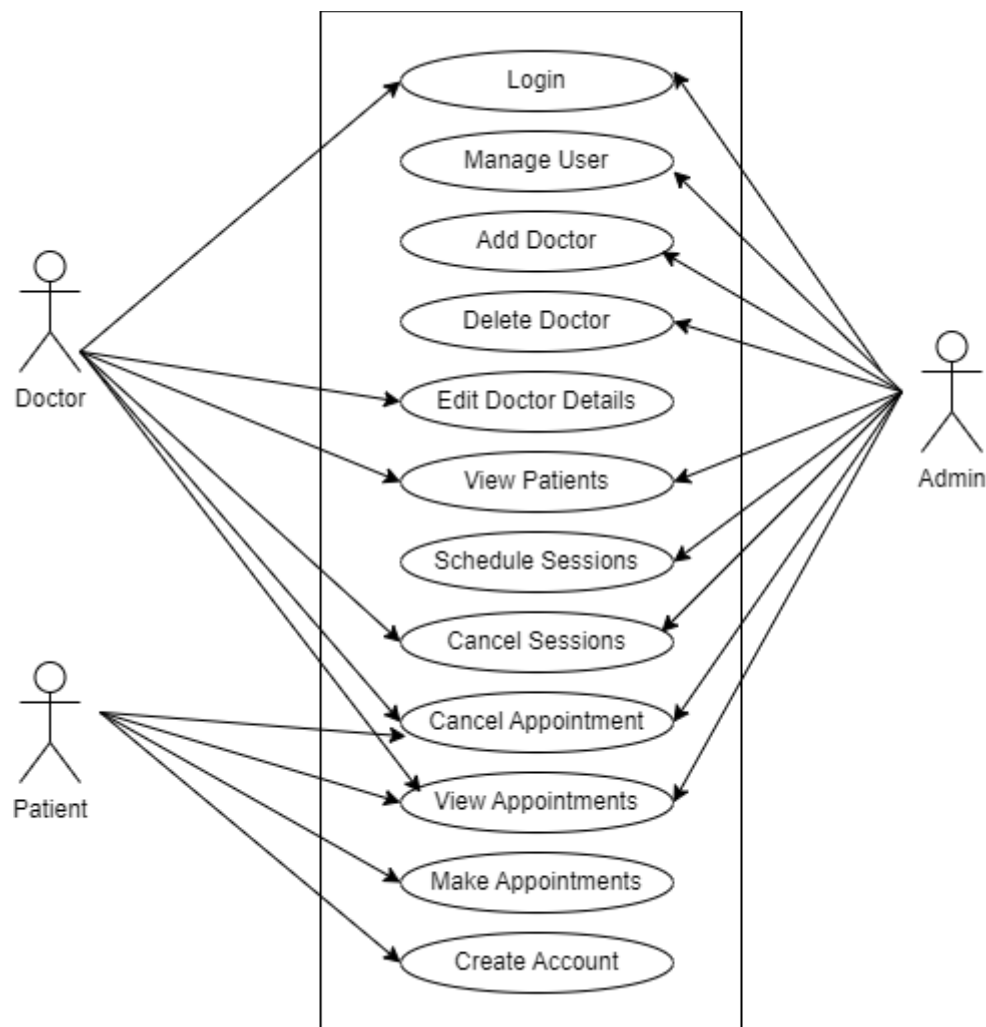 Login
Manage User
Add Doctor
Delete Doctor
Doctor
Edit Doctor Details
View Patients
Admin
Schedule Sessions
Cancel Sessions
Cancel Appointment
View Appointments
Patient
Make Appointments
Create Account